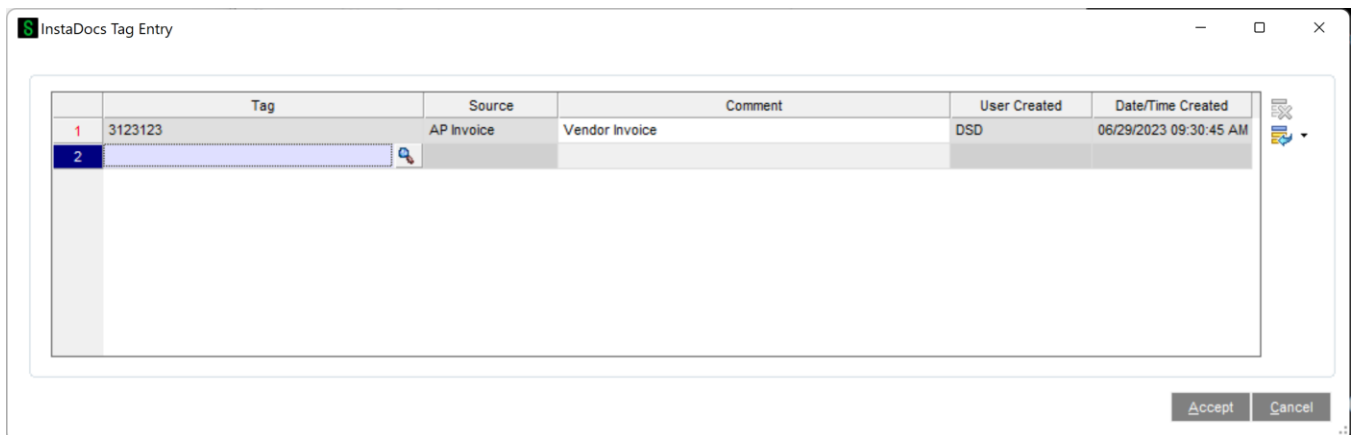 S InstaDocs Tag Entry
Tag Source Comment User Created Date/Time Created
1 3123123 AP Invoice Vendor Invoice DSD 06/29/2023 09:30:45 AM
2
Accept Cancel